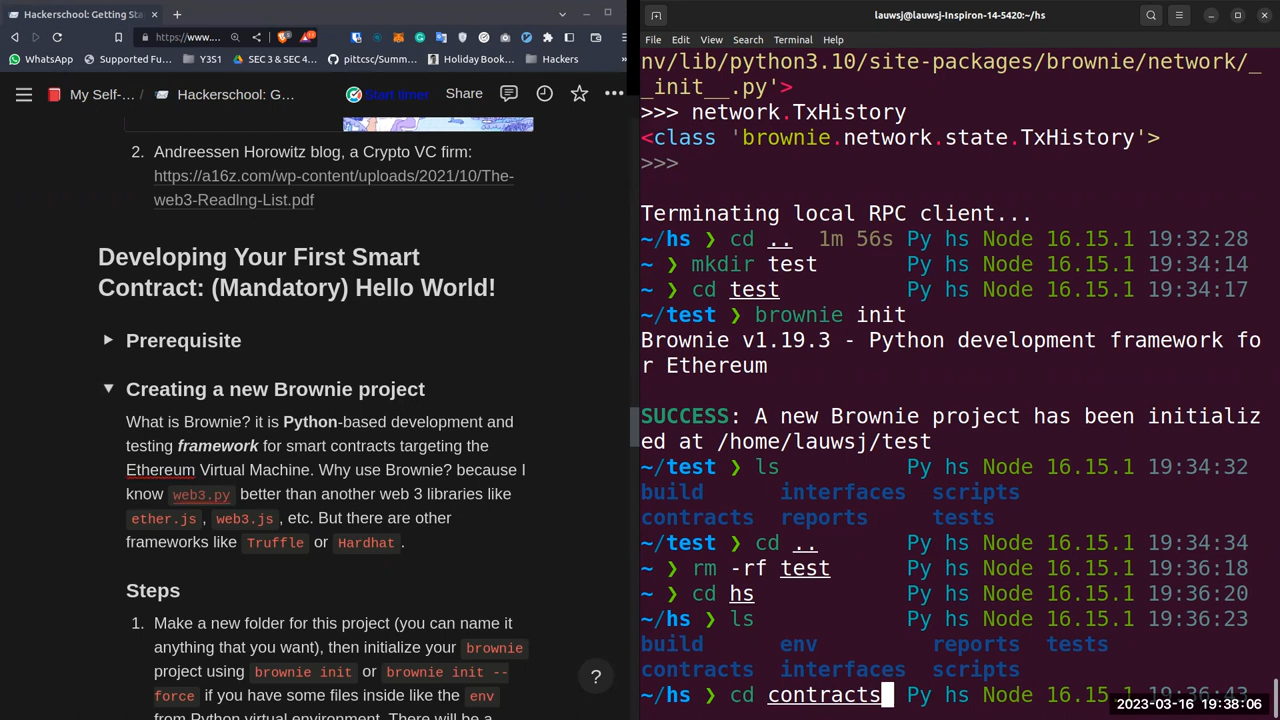 Hackerschool: Getting Sta
https://www....
WhatsApp
Supported Fu...
Y3S1
SEC 3 & SEC 4...
pittcsc/Summ...
Holiday Book...
Hackers
My Self-...
/
Hackerschool: G...
Start timer
Share
2. Andreessen Horowitz blog, a Crypto VC firm:
https://a16z.com/wp-content/uploads/2021/10/The-
web3-ReadIng-List.pdf
Developing Your First Smart
Contract: (Mandatory) Hello World!
Prerequisite
Creating a new Brownie project
What is Brownie? it is Python-based development and
testing framework for smart contracts targeting the
Ethereum Virtual Machine. Why use Brownie? because I
know web3.py better than another web 3 libraries like
ether.js, web3.js, etc. But there are other
frameworks like Truffle or Hardhat.
Steps
1. Make a new folder for this project (you can name it
anything that you want), then initialize your brownie
project using brownie init or brownie init --
force if you have some files inside like the env
from Python virtual environment. There will be a
?
lauwsj@lauwsj-Inspiron-14-5420:~/hs
File Edit View Search Terminal Help
nv/lib/python3.10/site-packages/brownie/network/_
_init__.py'>
>>> network.TxHistory
<class 'brownie.network.state.TxHistory'>
>>>
Terminating local RPC client...
~/hs ❯ cd .. 1m 56s Py hs Node 16.15.1 19:32:28
~ ❯ mkdir test Py hs Node 16.15.1 19:34:14
~ ❯ cd test Py hs Node 16.15.1 19:34:17
~/test ❯ brownie init
Brownie v1.19.3 - Python development framework fo
r Ethereum
SUCCESS: A new Brownie project has been initializ
ed at /home/lauwsj/test
~/test ❯ ls Py hs Node 16.15.1 19:34:32
build interfaces scripts
contracts reports tests
~/test ❯ cd .. Py hs Node 16.15.1 19:34:34
~ ❯ rm -rf test Py hs Node 16.15.1 19:36:18
~ ❯ cd hs Py hs Node 16.15.1 19:36:20
~/hs ❯ ls Py hs Node 16.15.1 19:36:23
build env reports tests
contracts interfaces scripts
~/hs ❯ cd contracts Py hs Node 16.15.1 19:36:43
2023-03-16 19:38:06